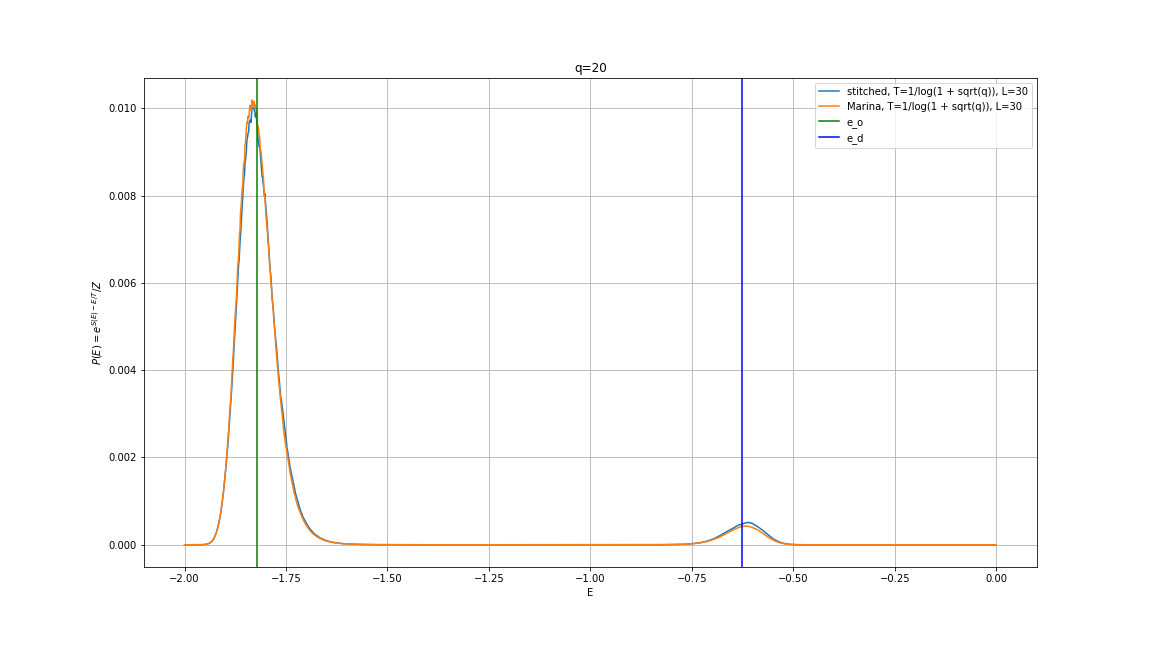 q=20
stitched, T=1/log(1 + sqrt(q)), L=30
Marina, T=1/log(1 + sqrt(q)), L=30
e_o
e_d
0.010
0.008
0.006
0.004
0.002
0.000
P(E) = e^{S(E) − E/T}/Z
−2.00 −1.75 −1.50 −1.25 −1.00 −0.75 −0.50 −0.25 0.00
E